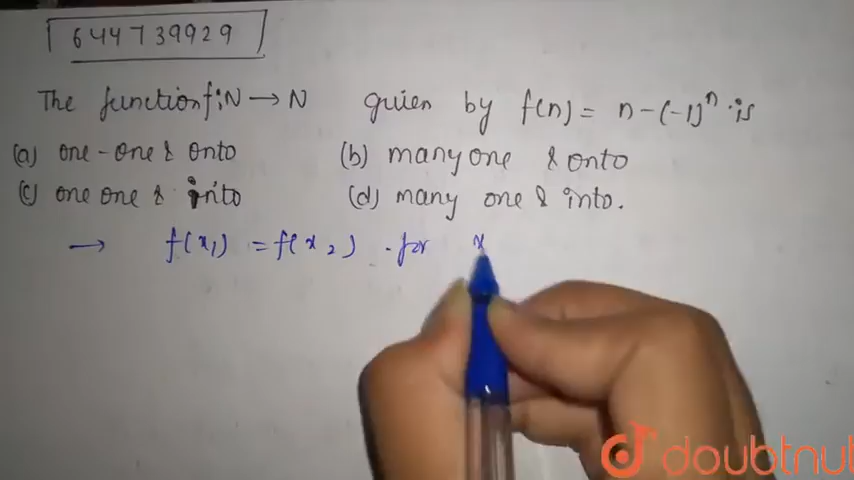 644739929
The function f: N → N guien by f(n) = n - (-1)^n . is
(a) one-one & onto (b) many one & onto
(c) one one & into (d) many one & into.
→ f(x₁) = f(x₂) . for x
doubtnut